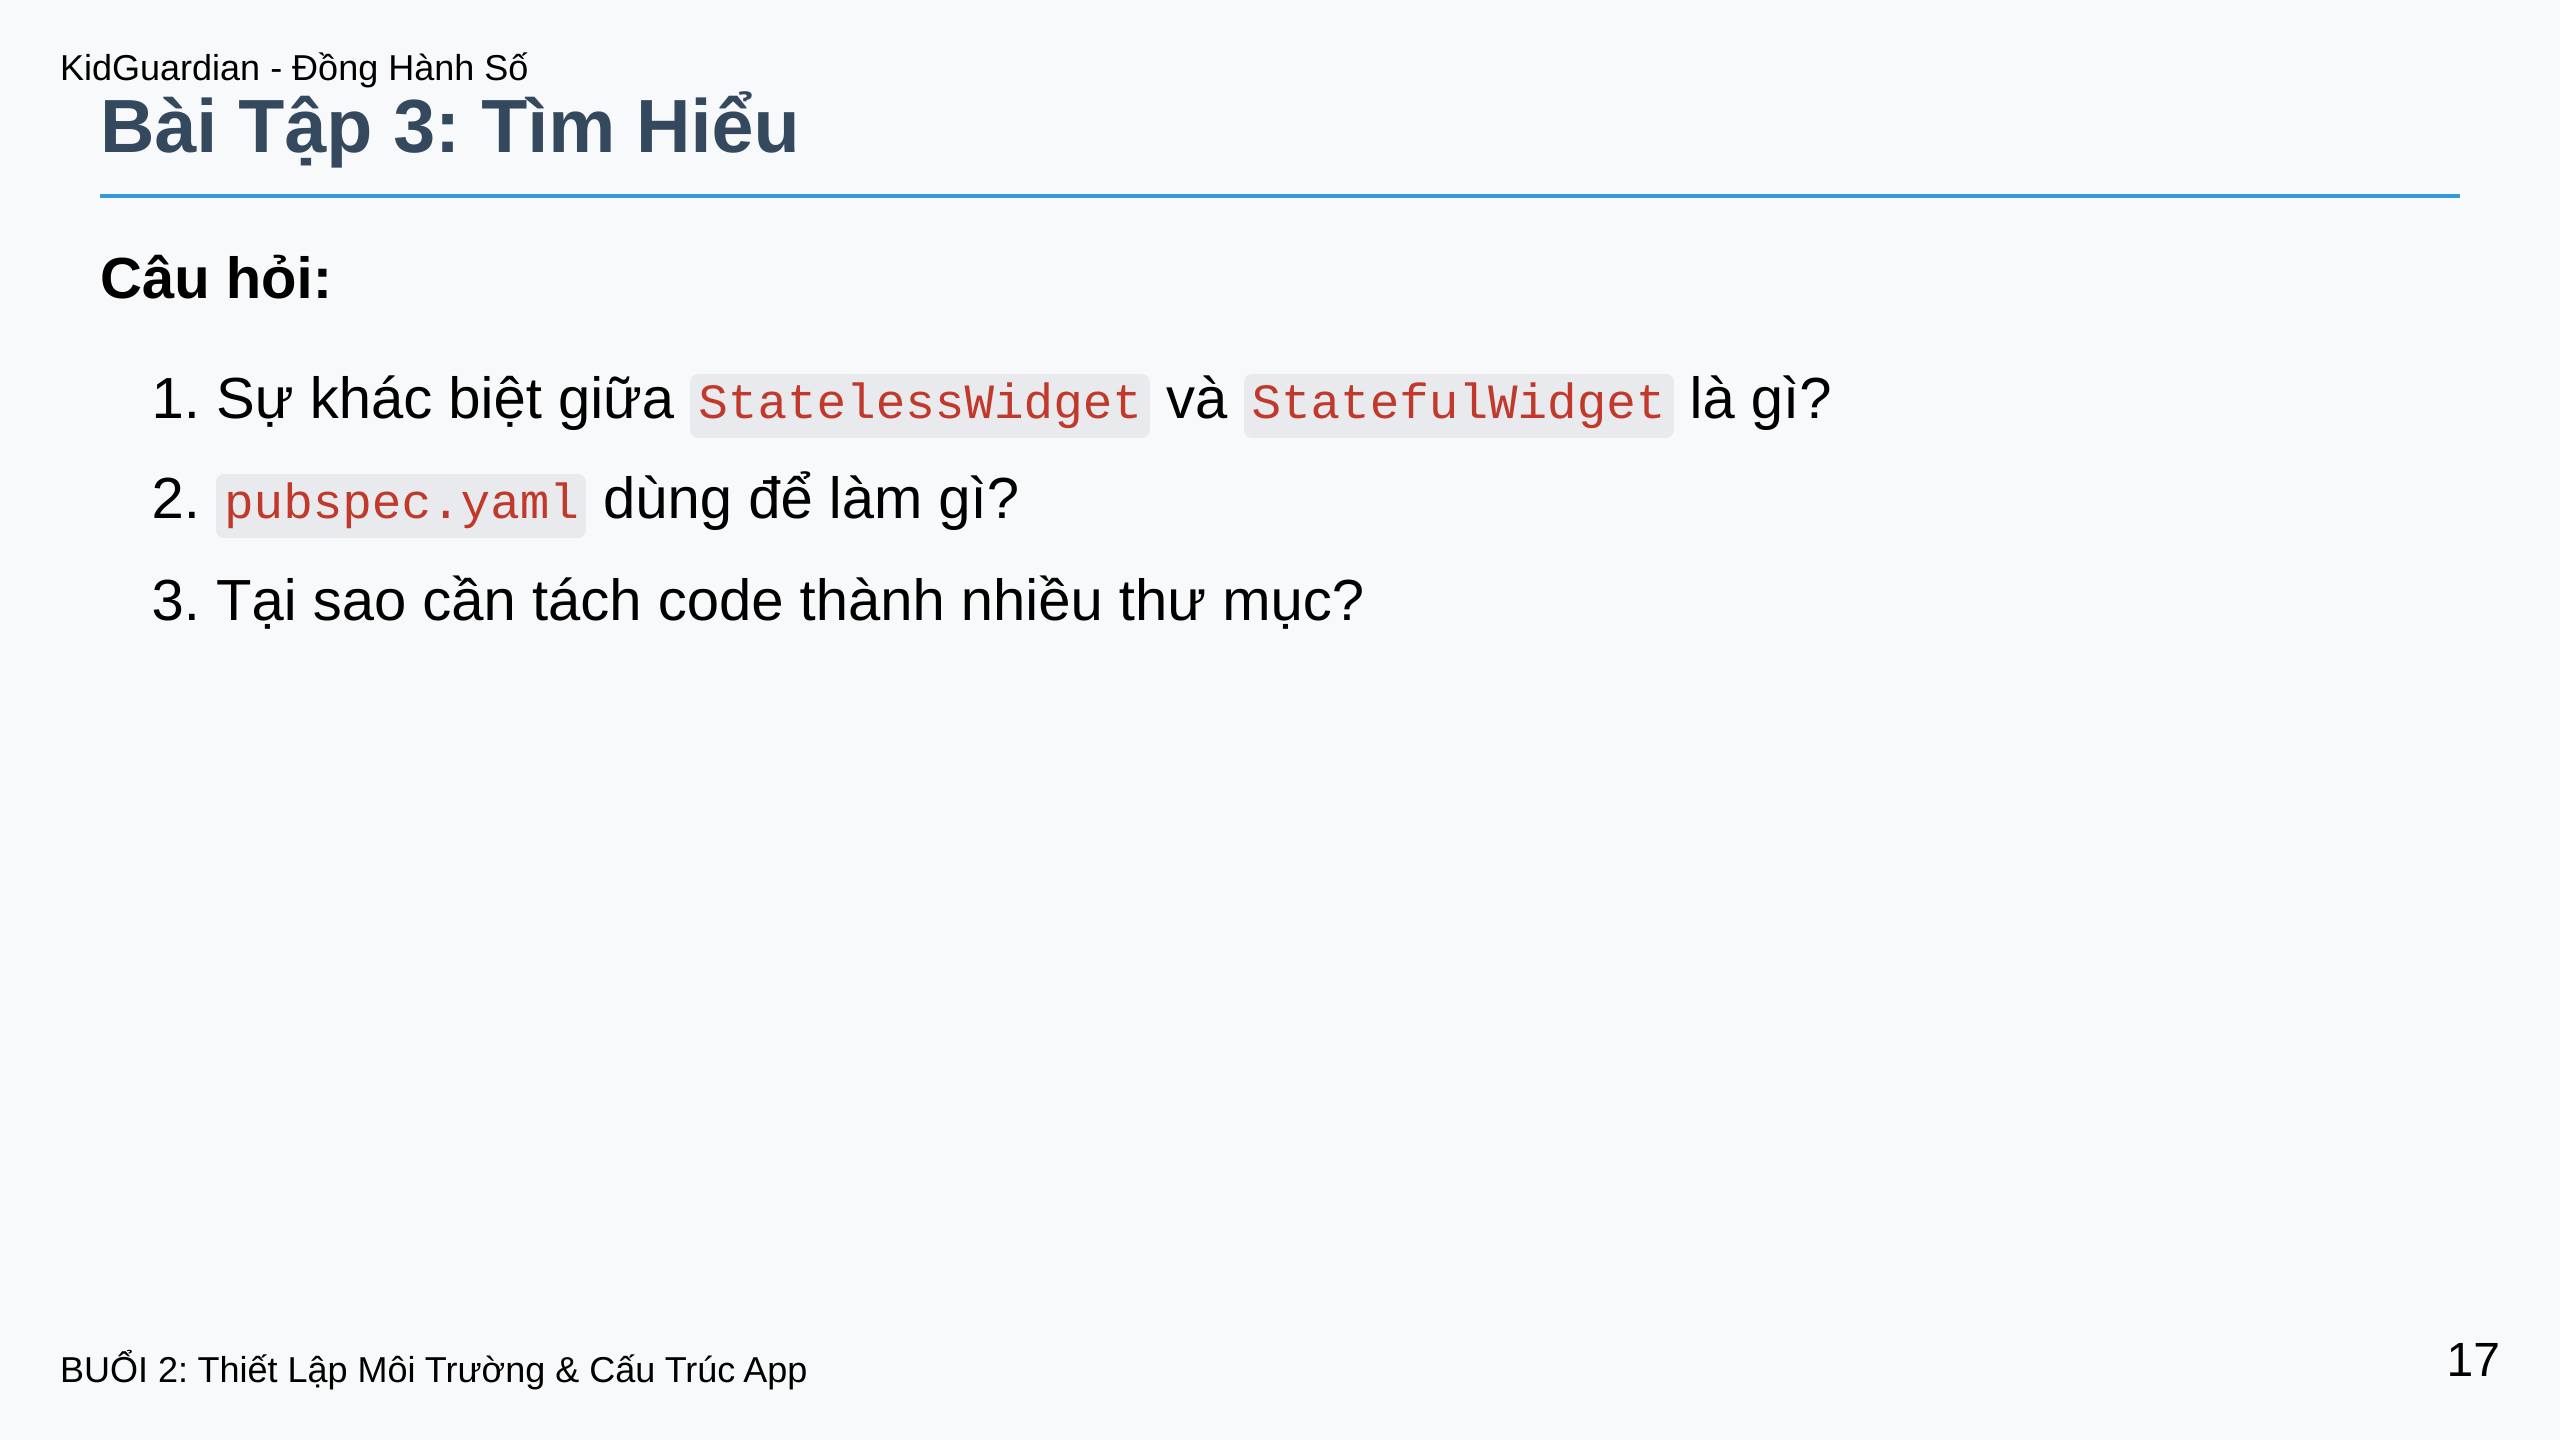 KidGuardian - Đồng Hành Số
Bài Tập 3: Tìm Hiểu
Câu hỏi:
1. Sự khác biệt giữa StatelessWidget và StatefulWidget là gì?
2. pubspec.yaml dùng để làm gì?
3. Tại sao cần tách code thành nhiều thư mục?
BUỔI 2: Thiết Lập Môi Trường & Cấu Trúc App
17